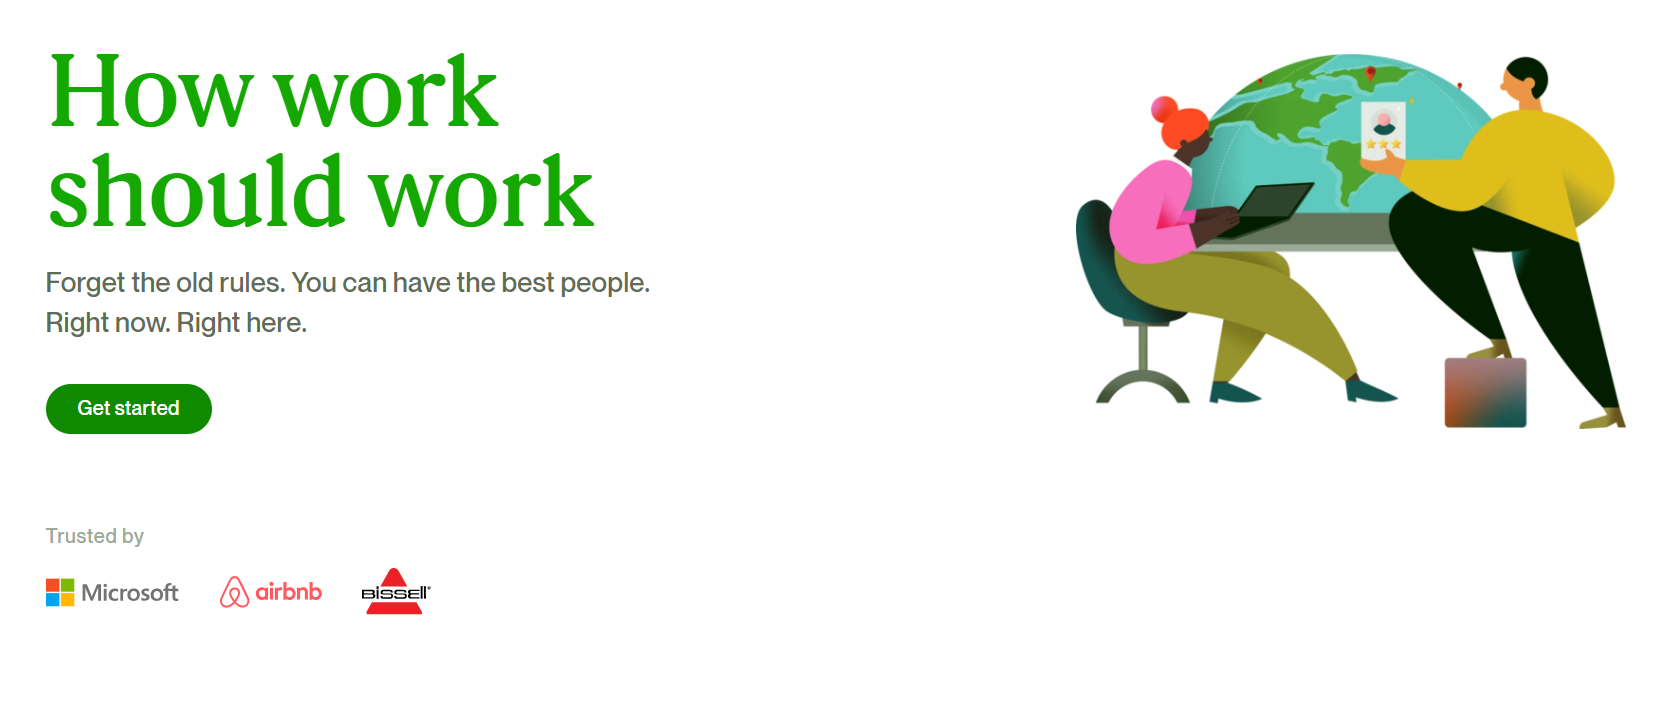 How work
should work
Forget the old rules. You can have the best people.
Right now. Right here.
Get started
Trusted by
Microsoft airbnb BISSELL®